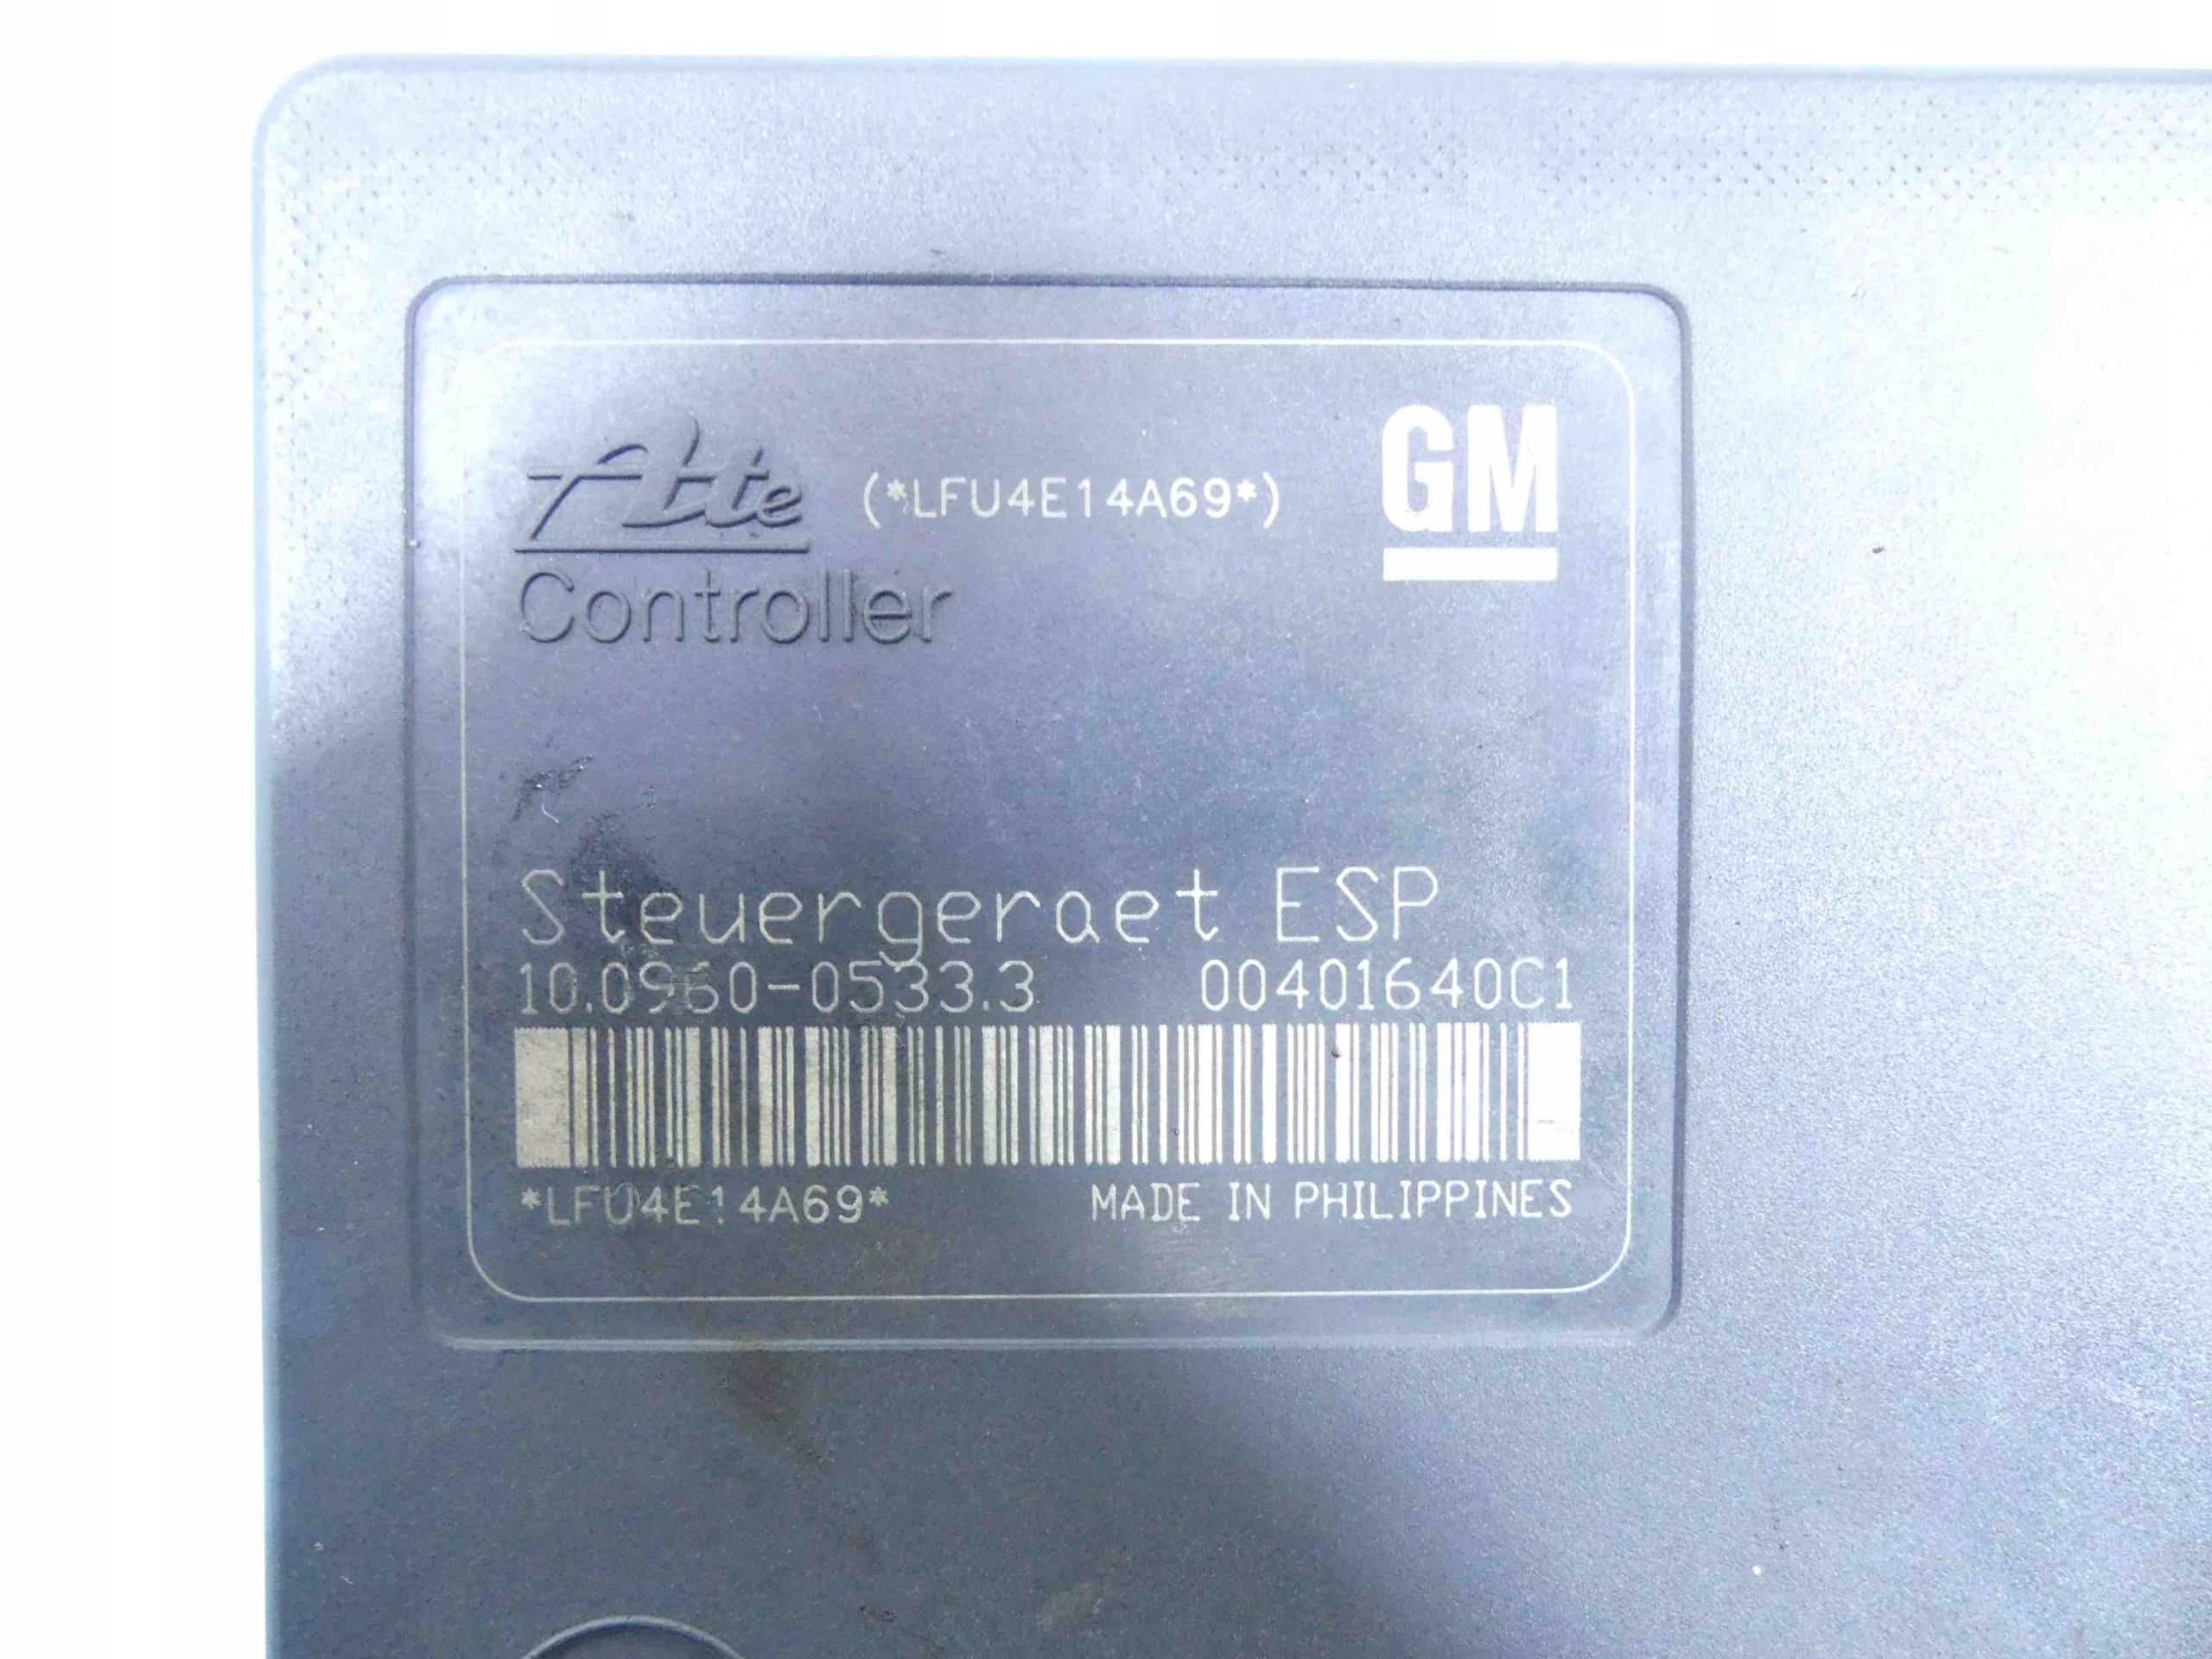 Ate (*LFU4E14A69*) GM
Controller
Steuergeraet ESP
10.0960-0533.3 00401640C1
*LFU4E14A69* MADE IN PHILIPPINES